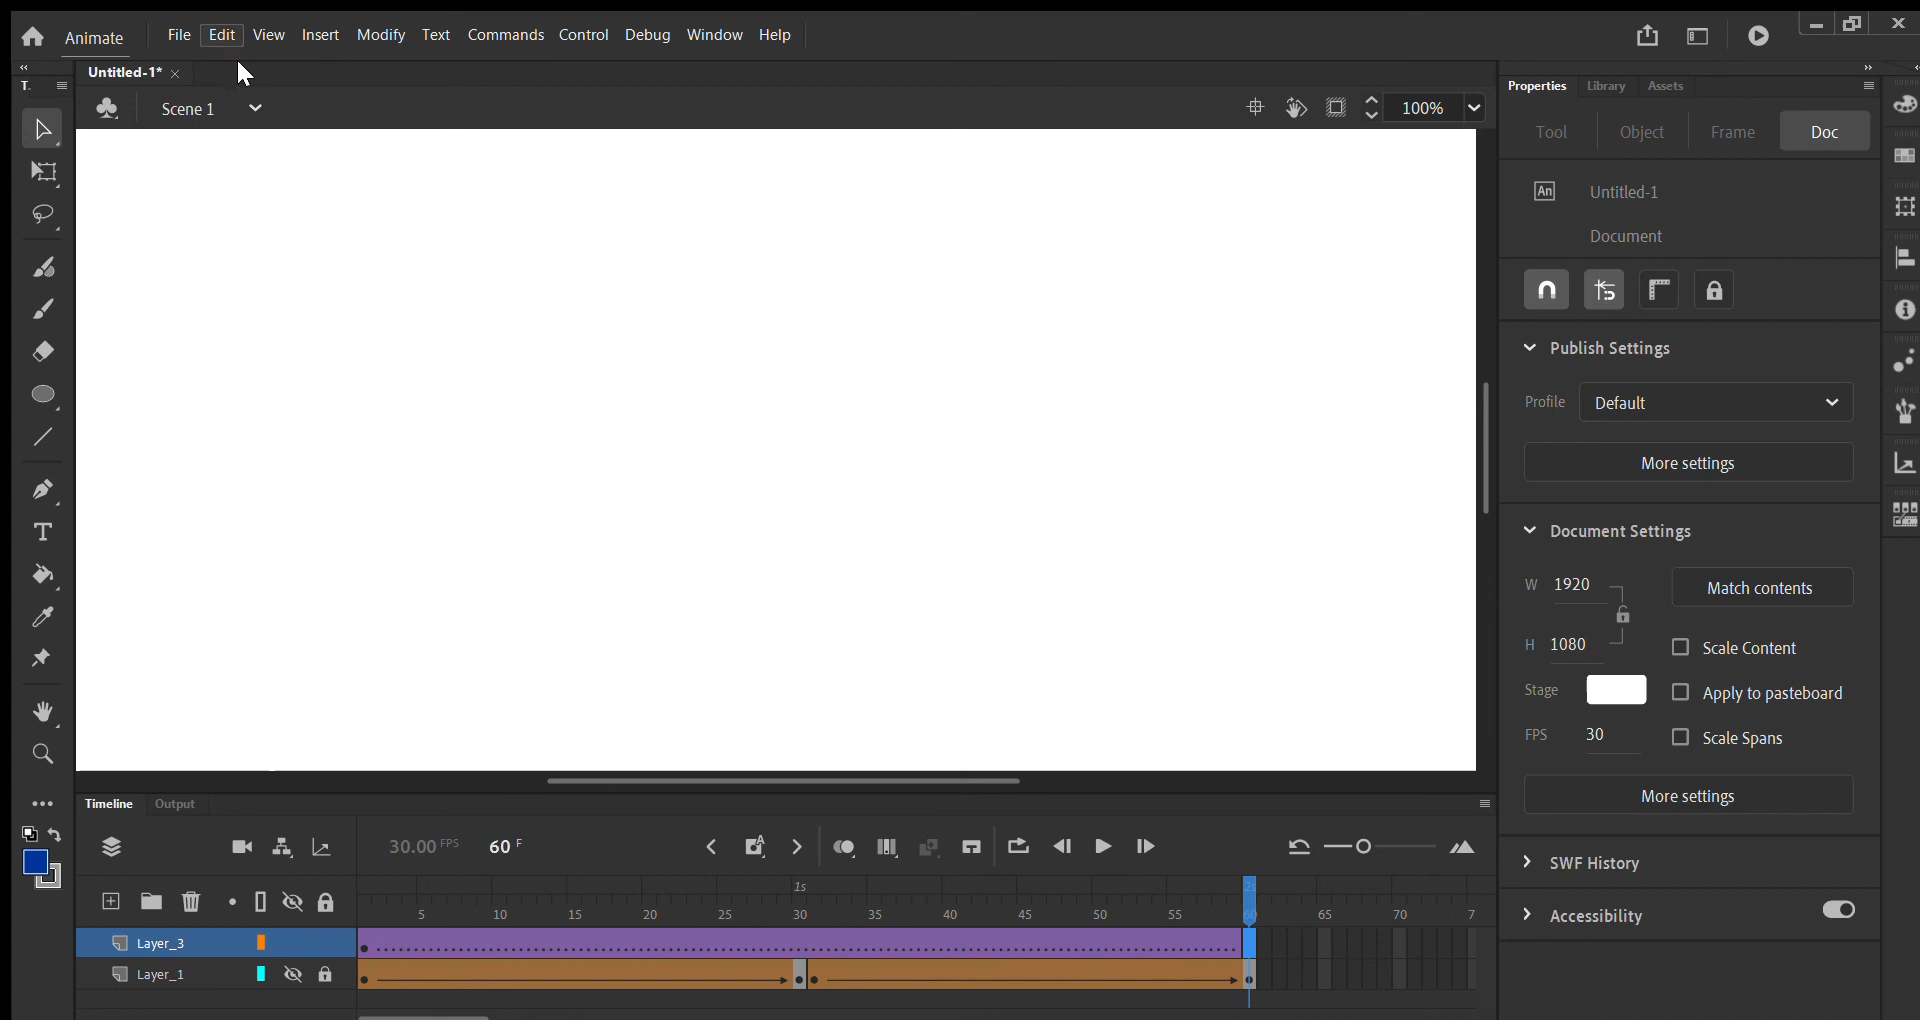 Animate File Edit View Insert Modify Text Commands Control Debug Window Help
T.
Untitled-1*
Scene 1
100%
Properties Library Assets
Tool Object Frame Doc
An Untitled-1
Document
Publish Settings
Profile Default
More settings
Document Settings
W 1920
Match contents
H 1080
Scale Content
Stage
Apply to pasteboard
FPS 30
Scale Spans
More settings
SWF History
Accessibility
Timeline Output
30.00 FPS 60 F
1s 2s
5 10 15 20 25 30 35 40 45 50 55 60 65 70 7
Layer_3
Layer_1